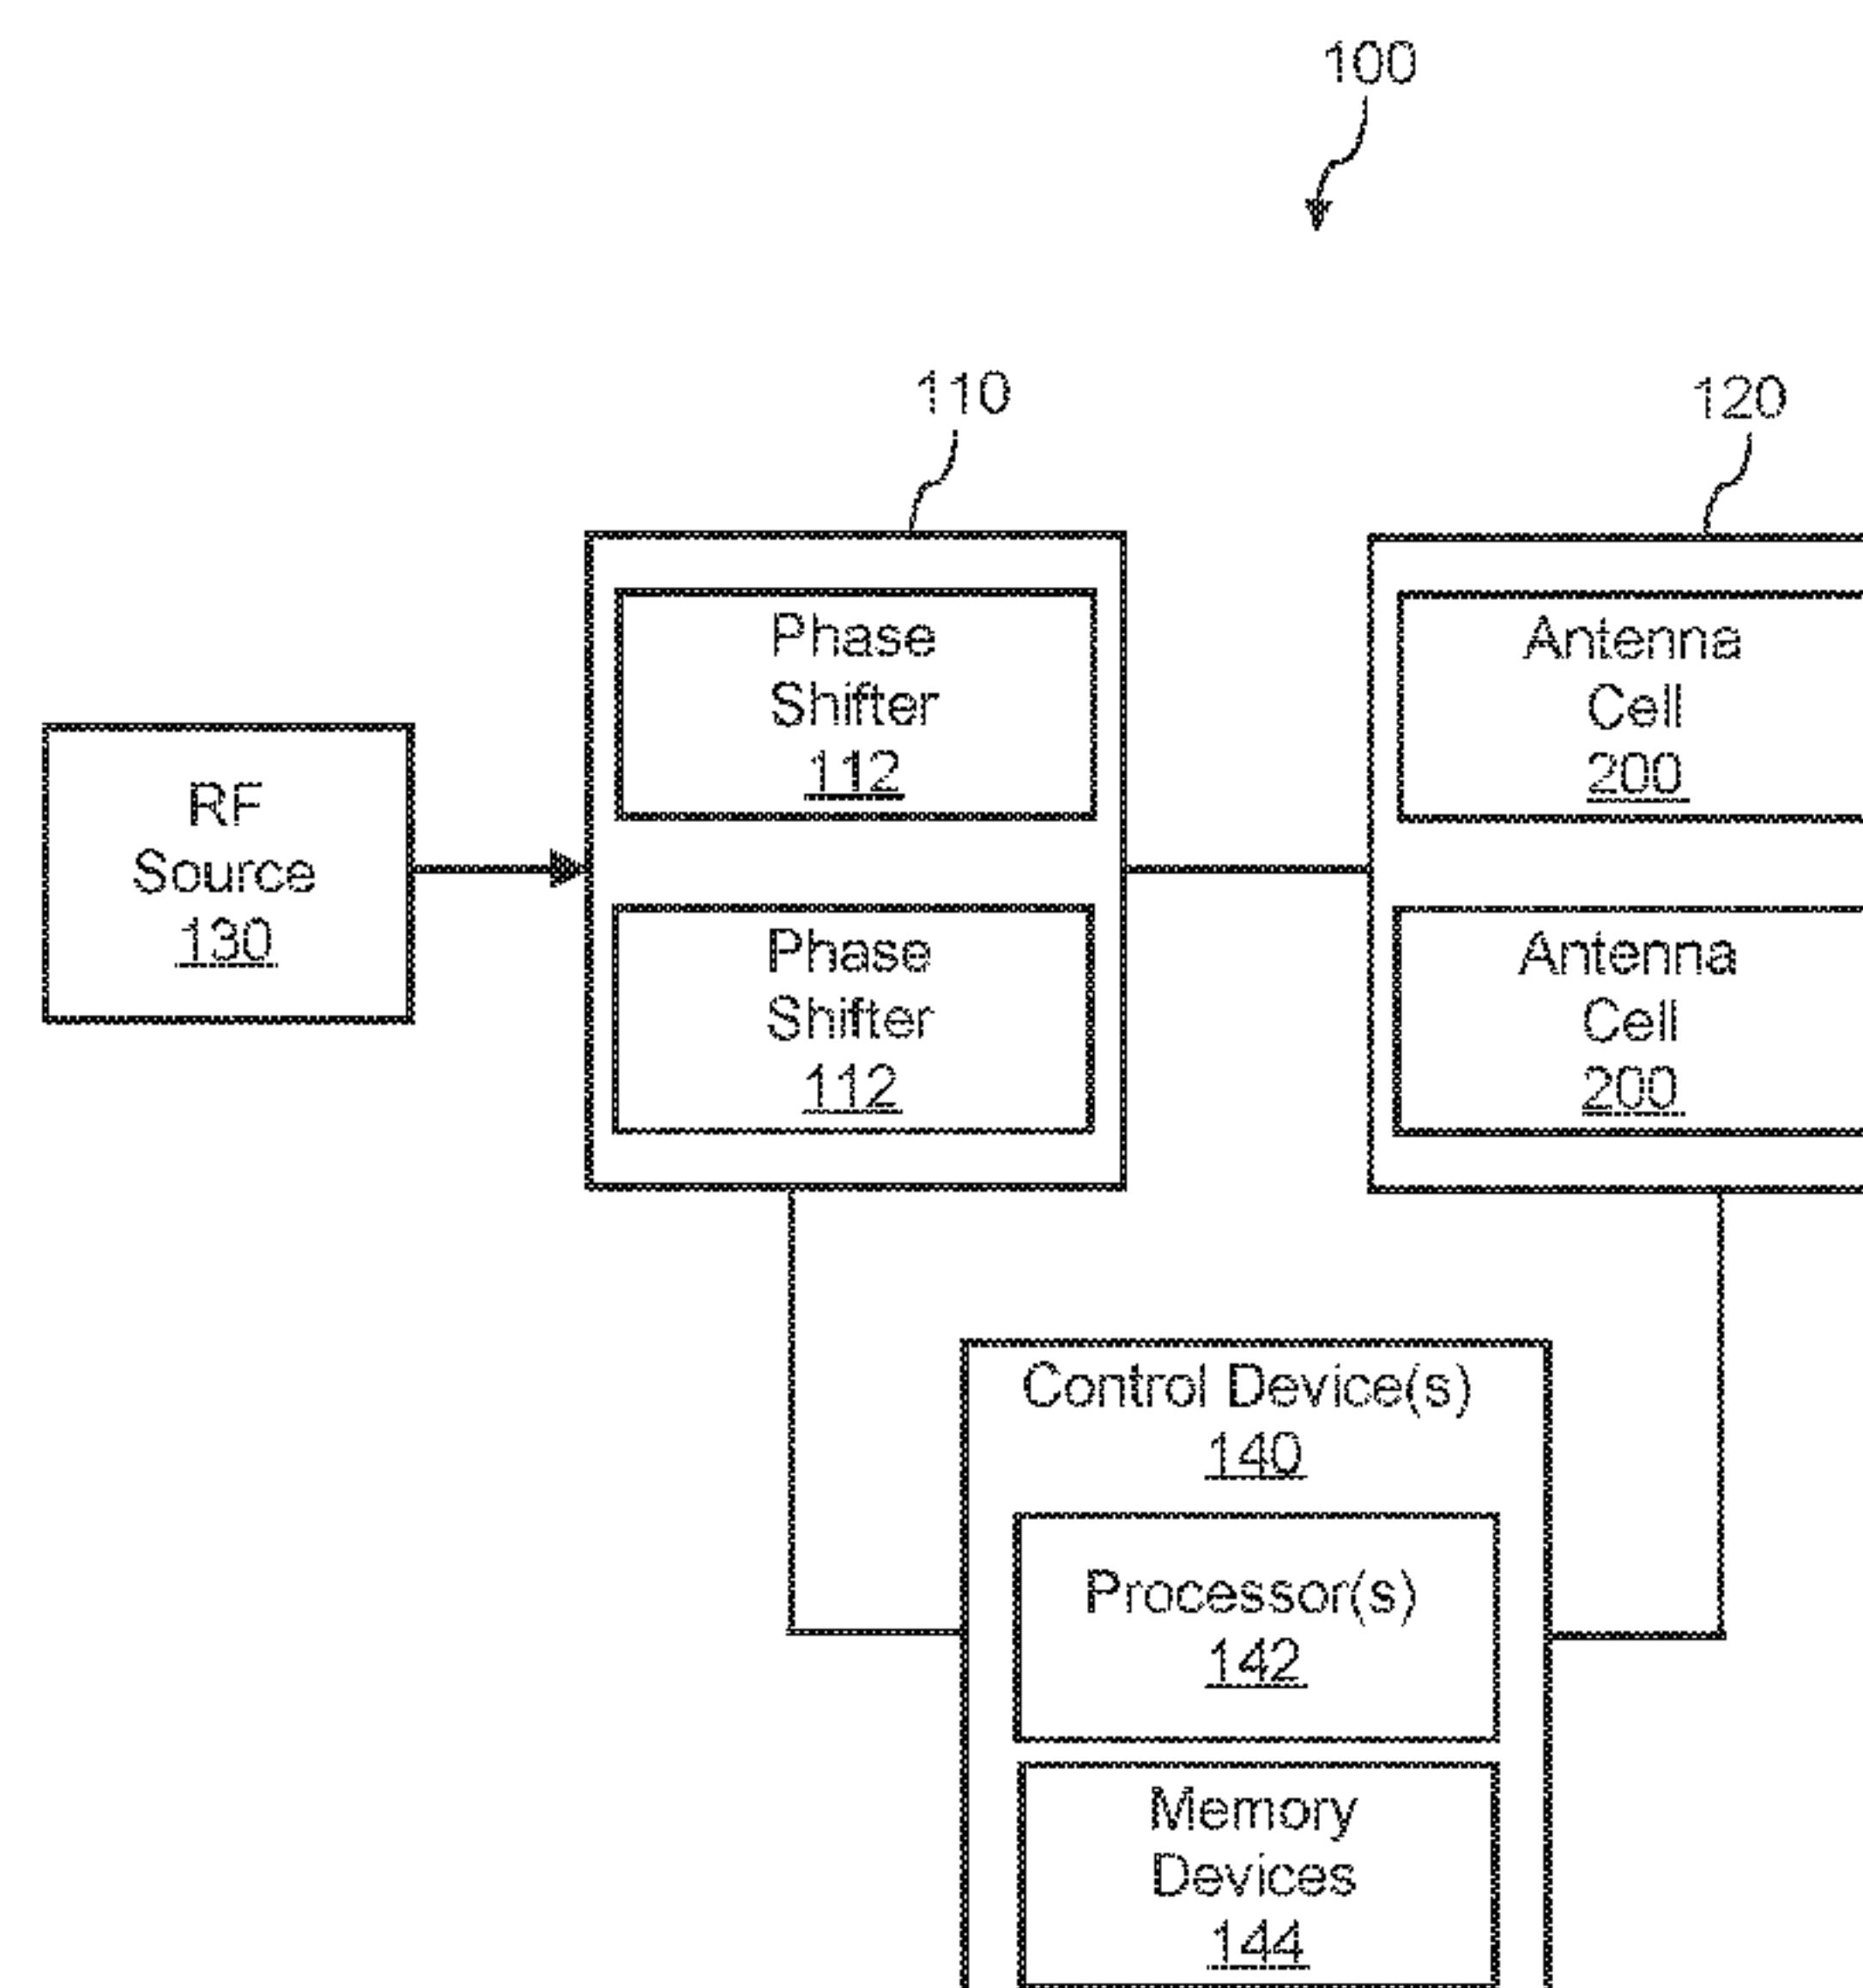 100
110
120
Phase
Shifter
112
Antenna
Cell
200
RF
Source
130
Phase
Shifter
112
Antenna
Cell
200
Control Device(s)
140
Processor(s)
142
Memory
Devices
144